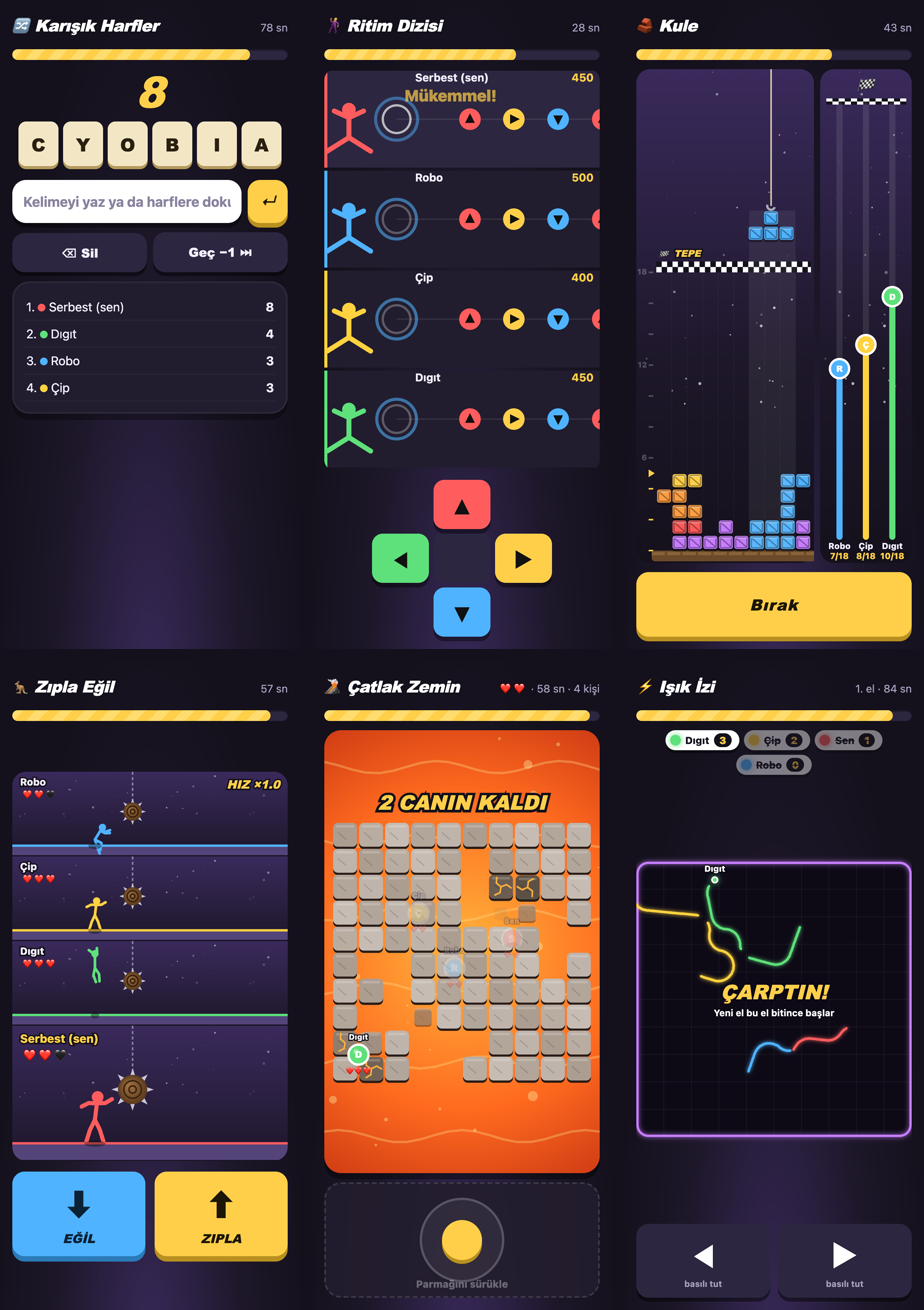 Karışık Harfler
78 sn
8
C Y O B I A
Kelimeyi yaz ya da harflere doku
Sil
Geç −1
1. Serbest (sen) 8
2. Dıgıt 4
3. Robo 3
4. Çip 3
Ritim Dizisi
28 sn
Serbest (sen) 450
Mükemmel!
Robo 500
Çip 400
Dıgıt 450
Kule
43 sn
TEPE
18
12
6
D
Ç
R
Robo Çip Dıgıt
7/18 8/18 10/18
Bırak
Zıpla Eğil
57 sn
Robo
HIZ ×1.0
Çip
Dıgıt
Serbest (sen)
EĞİL
ZIPLA
Çatlak Zemin
· 58 sn · 4 kişi
2 CANIN KALDI
Çip
Sen
Dıgıt
D
Parmağını sürükle
Işık İzi
1. el · 84 sn
Dıgıt 3
Çip 2
Sen 1
Robo 0
Dıgıt
ÇARPTIN!
Yeni el bu el bitince başlar
basılı tut
basılı tut